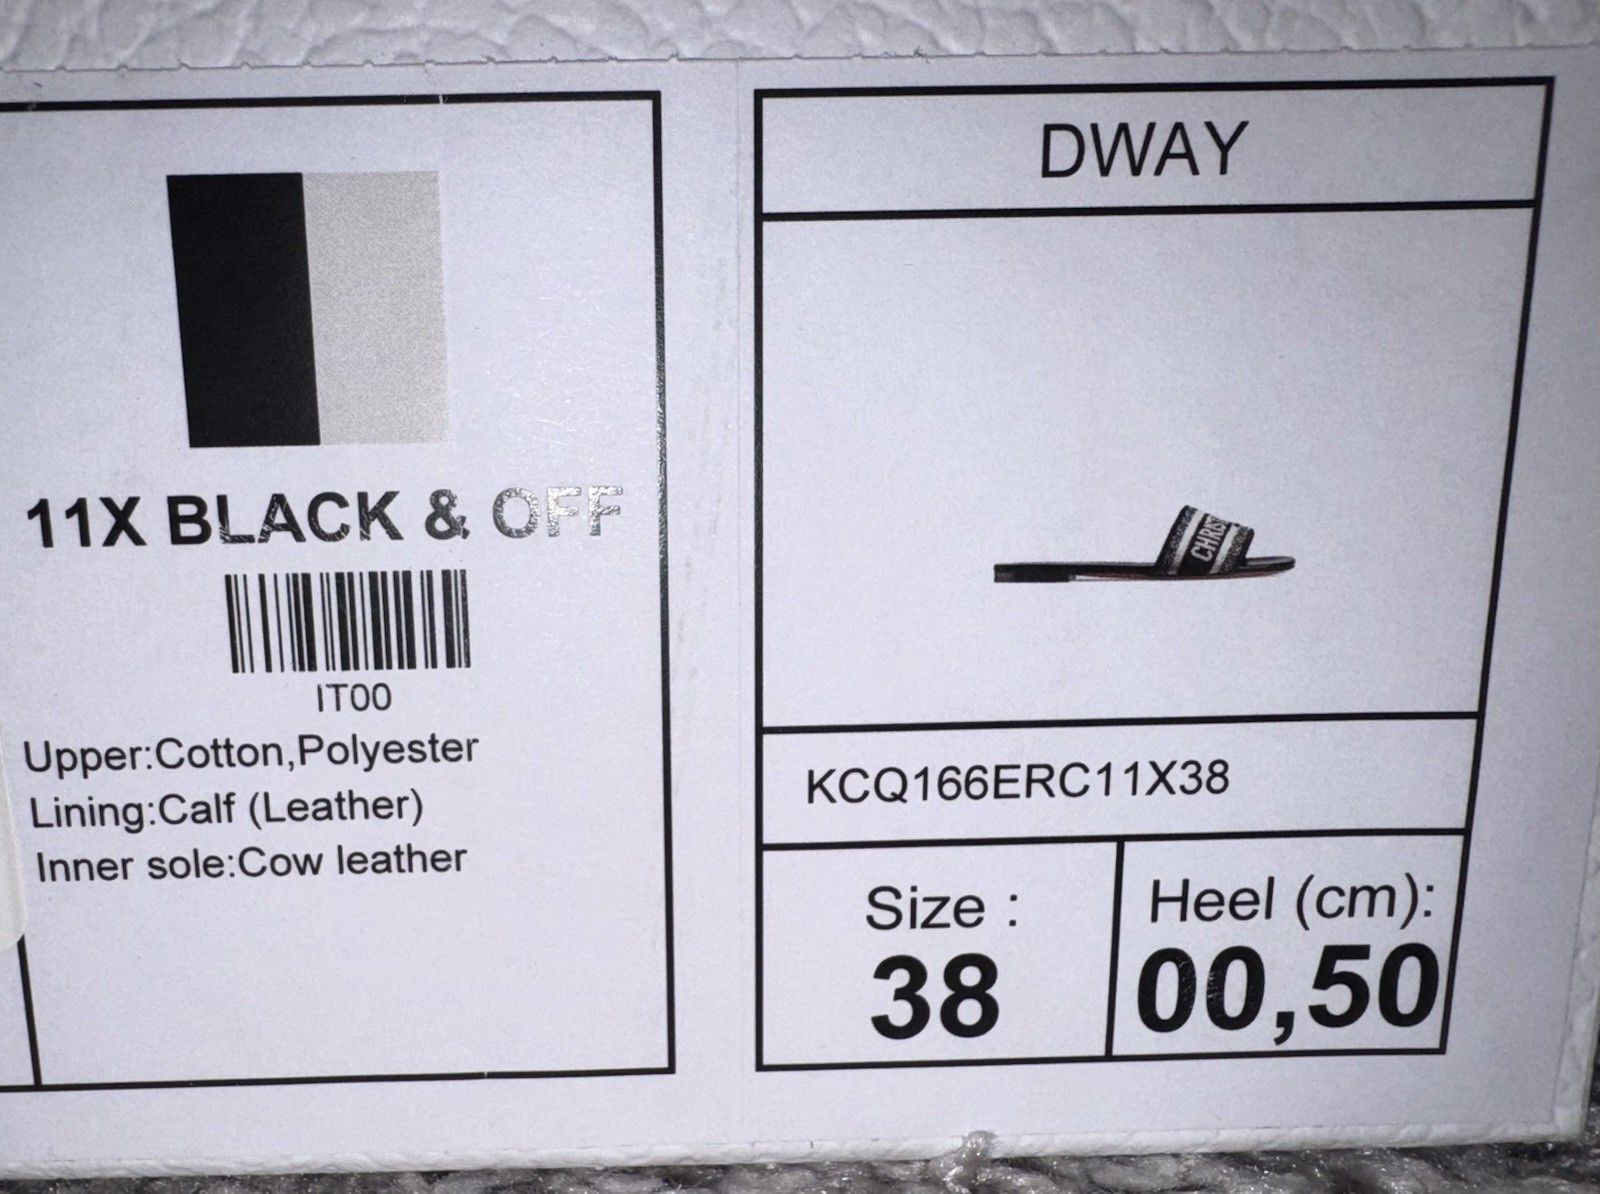 11X BLACK & OFF
IT00
Upper:Cotton,Polyester
Lining:Calf (Leather)
Inner sole:Cow leather
DWAY
CHRIST
KCQ166ERC11X38
Size :
38
Heel (cm):
00,50